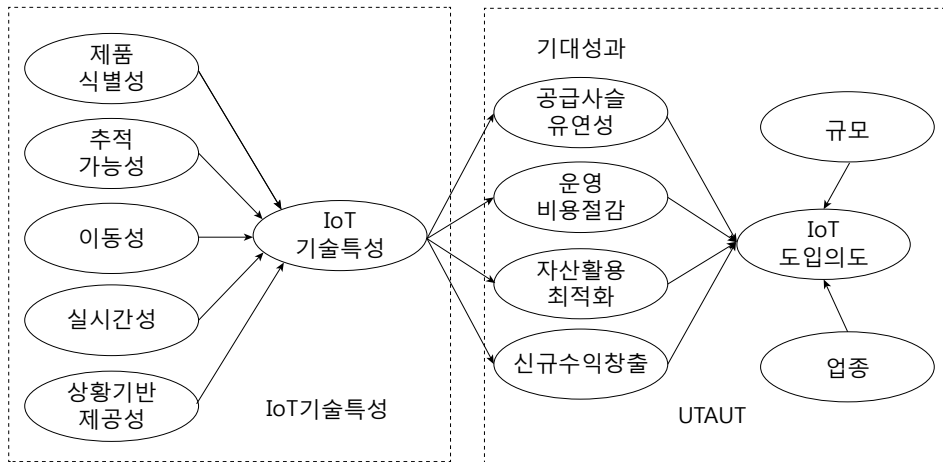 제품
식별성
추적
가능성
이동성
실시간성
상황기반
제공성
IoT
기술특성
IoT기술특성
기대성과
공급사슬
유연성
운영
비용절감
자산활용
최적화
신규수익창출
규모
IoT
도입의도
업종
UTAUT